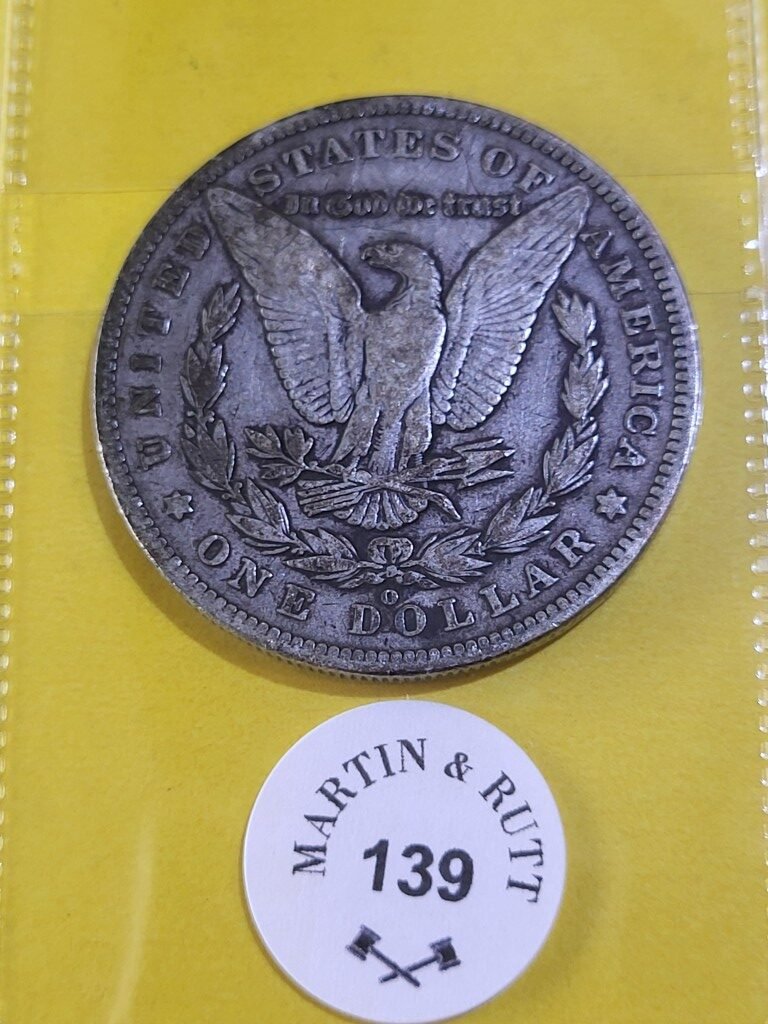 UNITED STATES OF AMERICA
In God We trust
O
ONE DOLLAR
MARTIN & RUTT
139